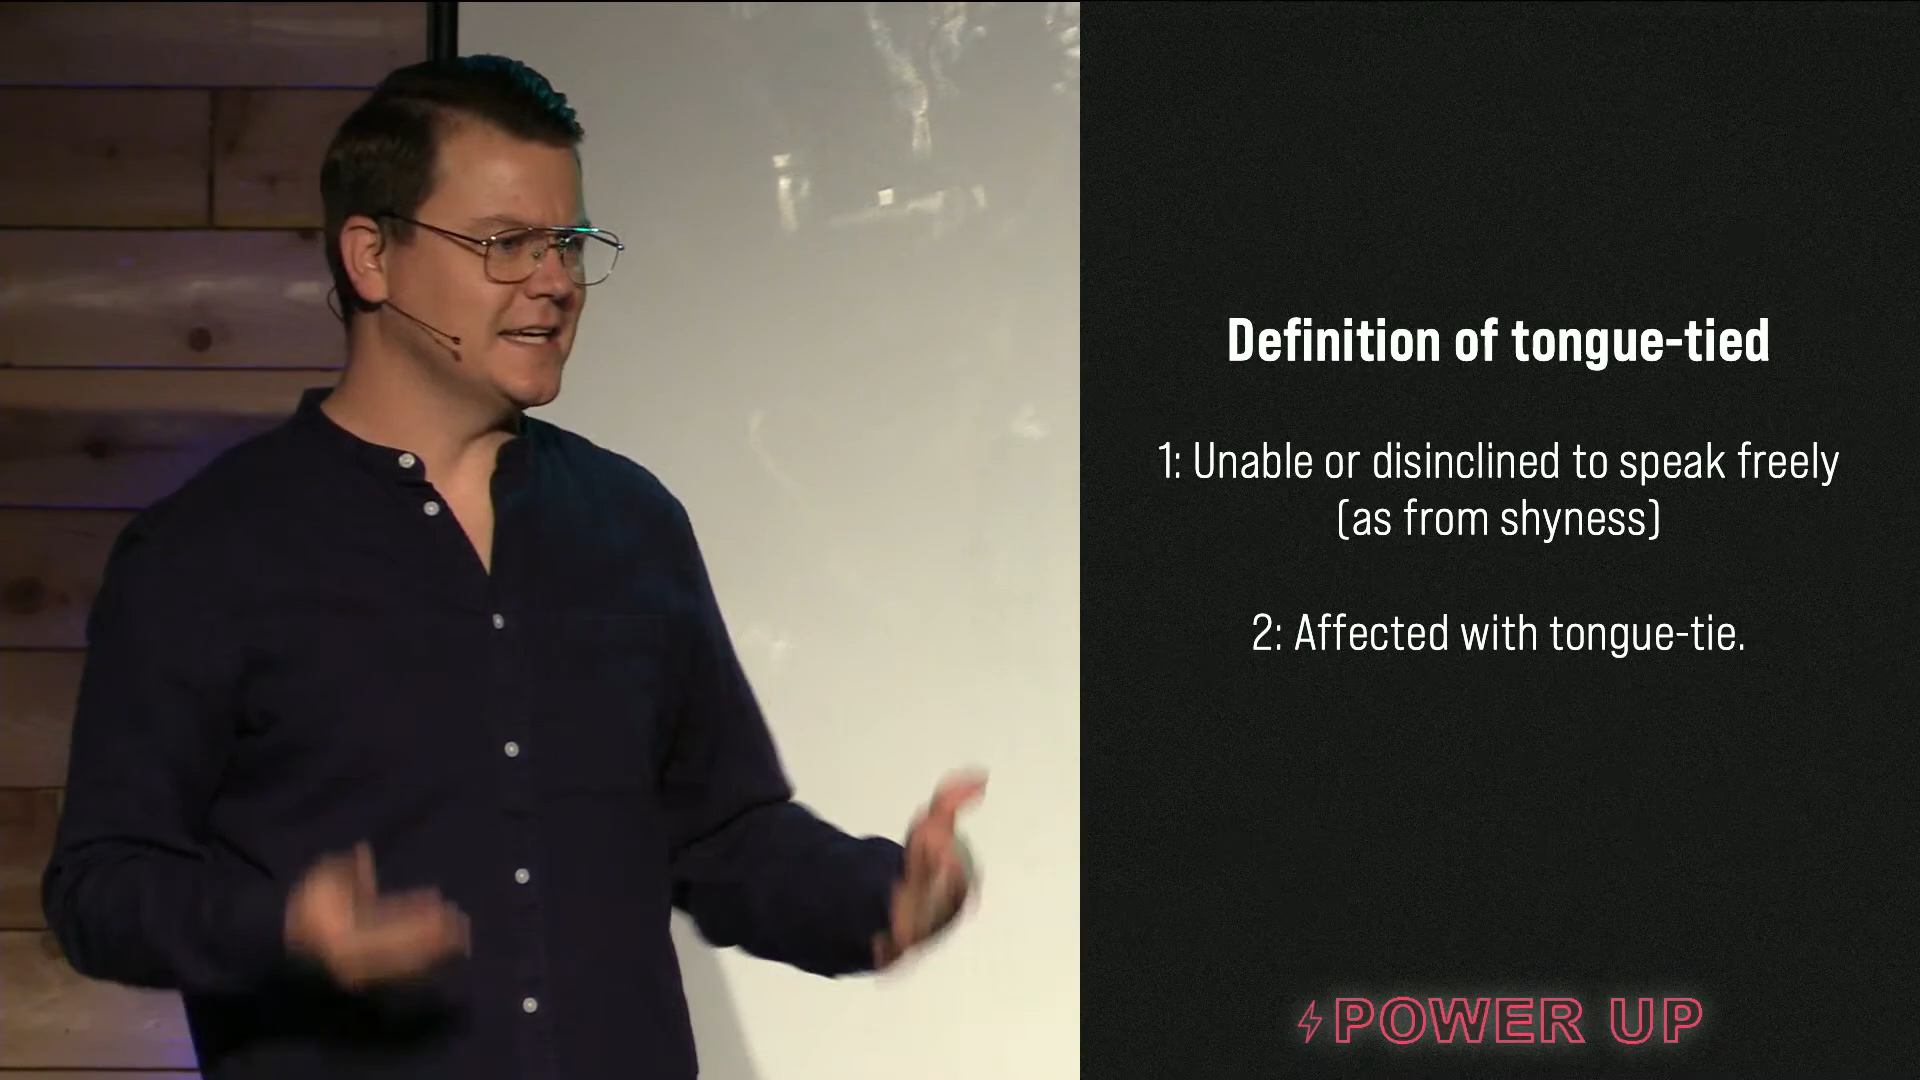 Definition of tongue-tied
1: Unable or disinclined to speak freely
(as from shyness)
2: Affected with tongue-tie.
POWER UP